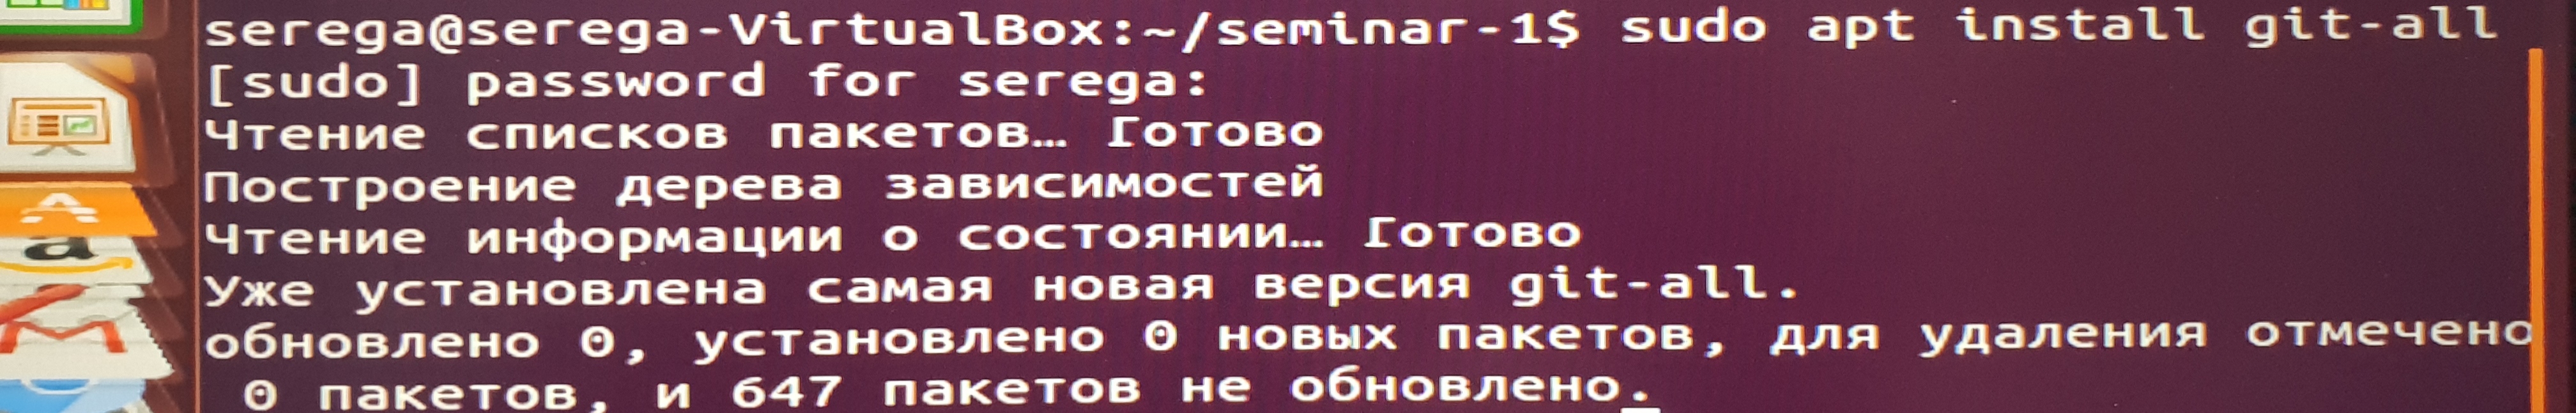 serega@serega-VirtualBox:~/seminar-1$ sudo apt install git-all
[sudo] password for serega:
Чтение списков пакетов… Готово
Построение дерева зависимостей
Чтение информации о состоянии… Готово
Уже установлена самая новая версия git-all.
обновлено 0, установлено 0 новых пакетов, для удаления отмечено
0 пакетов, и 647 пакетов не обновлено.